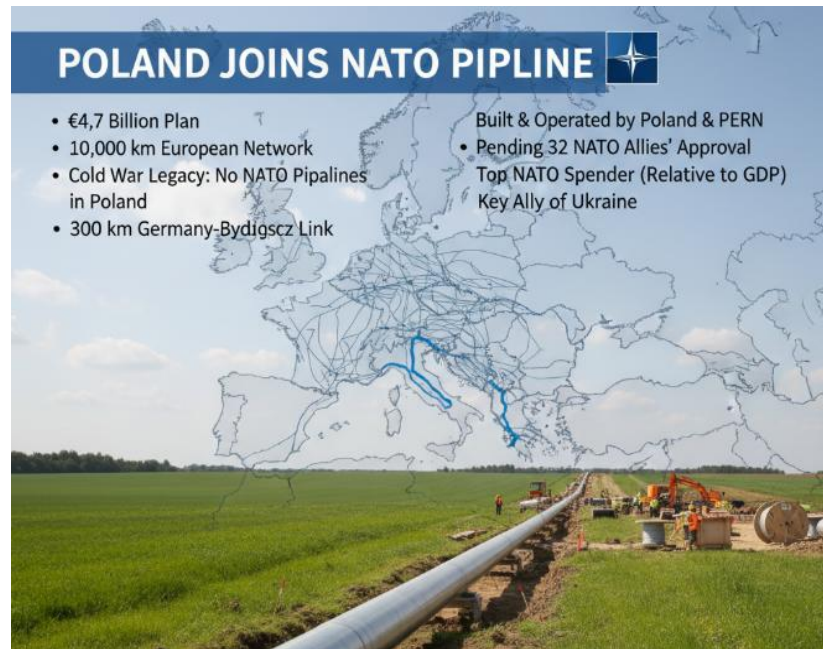 POLAND JOINS NATO PIPLINE
• €4,7 Billion Plan
• 10,000 km European Network
• Cold War Legacy: No NATO Pipalines
in Poland
• 300 km Germany-Bydigscz Link
Built & Operated by Poland & PERN
• Pending 32 NATO Allies’ Approval
Top NATO Spender (Relative to GDP)
Key Ally of Ukraine